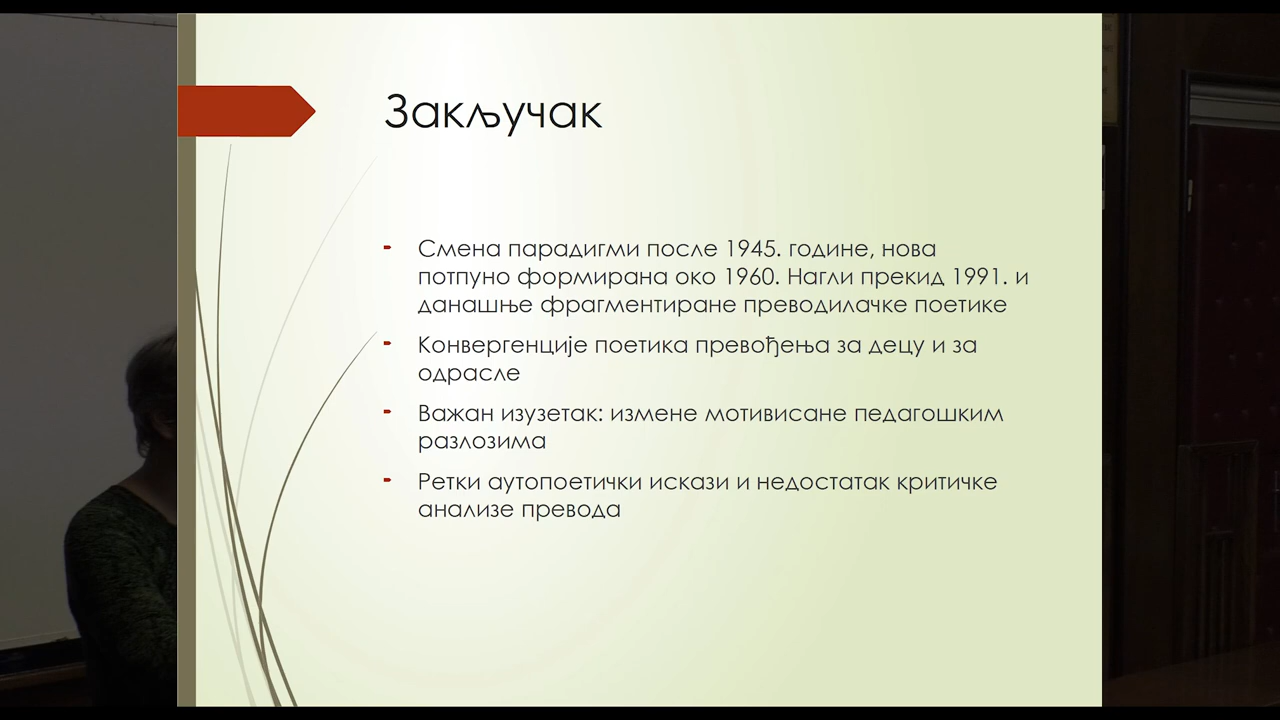 Закључак
Смена парадигми после 1945. године, нова
потпуно формирана око 1960. Нагли прекид 1991. и
данашње фрагментиране преводилачке поетике
Конвергенције поетика превођења за децу и за
одрасле
Важан изузетак: измене мотивисане педагошким
разлозима
Ретки аутопоетички искази и недостатак критичке
анализе превода